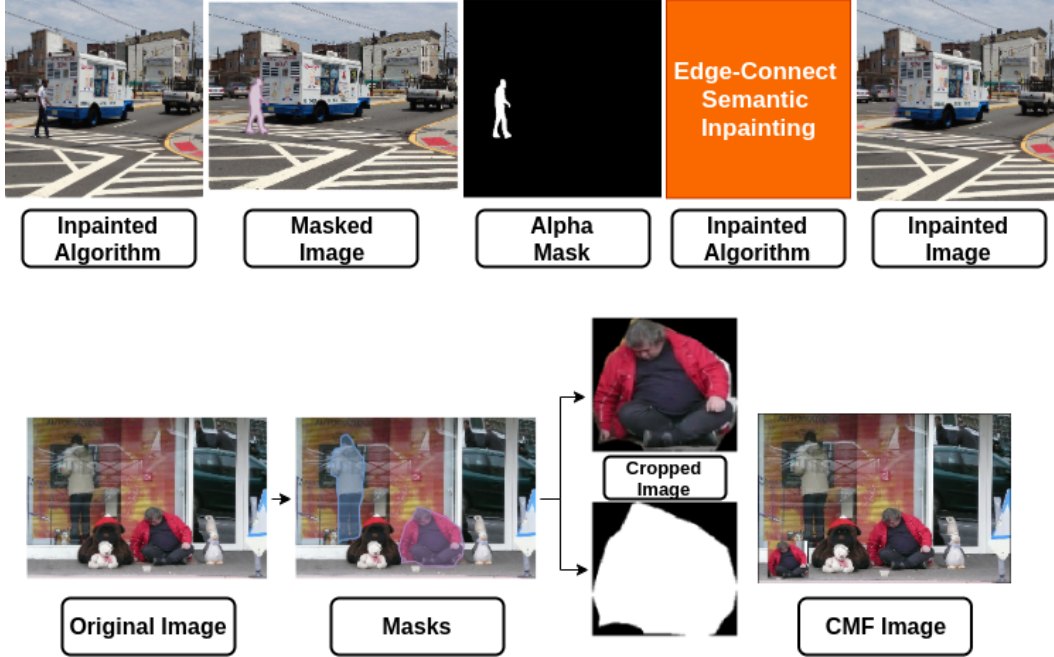 Edge-Connect
Semantic
Inpainting
Inpainted
Algorithm
Masked
Image
Alpha
Mask
Inpainted
Algorithm
Inpainted
Image
Cropped
Image
Original Image
Masks
CMF Image